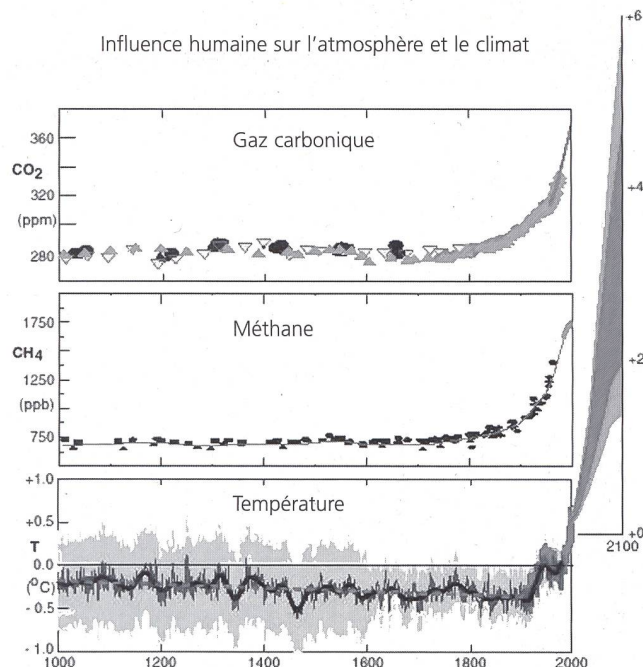 Influence humaine sur l'atmosphère et le climat
+6
+4
+2
+0
2100
Gaz carbonique
360
CO2
320
(ppm)
280
Méthane
1750
CH4
1250
(ppb)
750
Température
+1.0
+0.5
T
0.0
(°C)
- 0.5
- 1.0
1000 1200 1400 1600 1800 2000